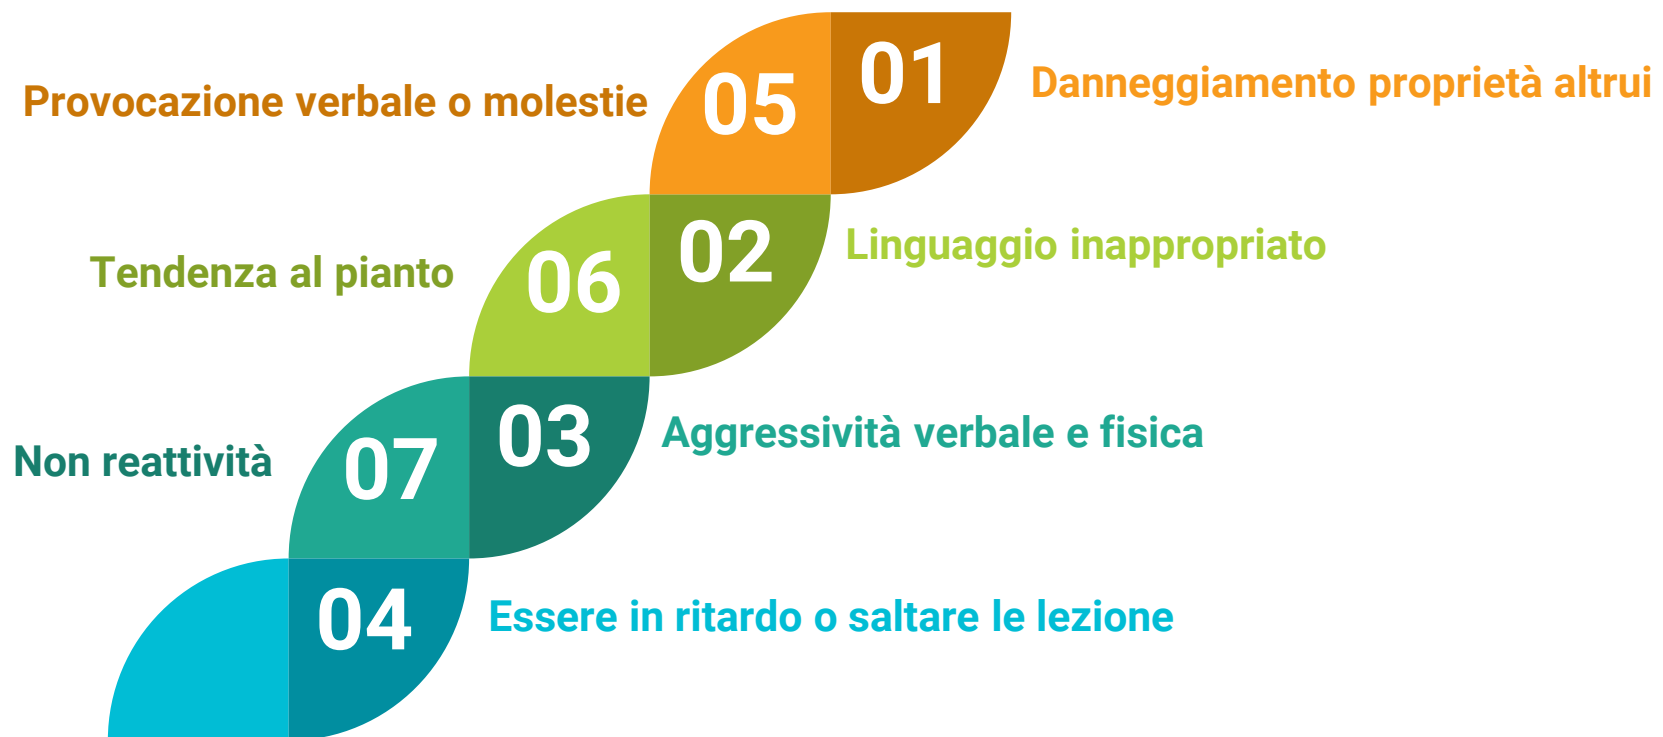 01
Danneggiamento proprietà altrui
05
Provocazione verbale o molestie
02
Linguaggio inappropriato
06
Tendenza al pianto
03
Aggressività verbale e fisica
07
Non reattività
04
Essere in ritardo o saltare le lezione